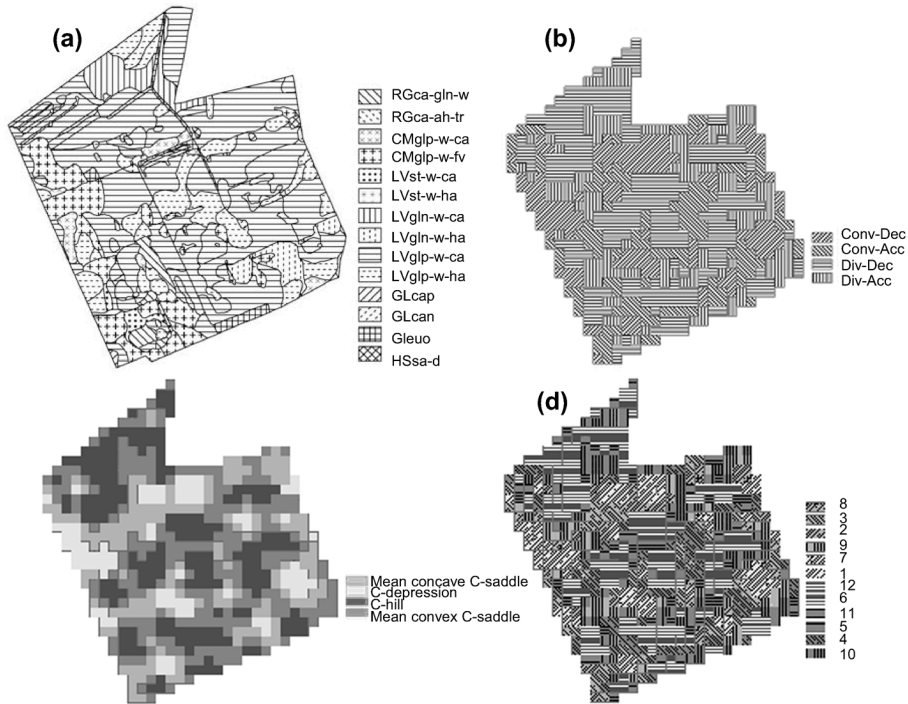 (a)
RGca-gln-w
RGca-ah-tr
CMglp-w-ca
CMglp-w-fv
LVst-w-ca
LVst-w-ha
LVgln-w-ca
LVgln-w-ha
LVglp-w-ca
LVglp-w-ha
GLcap
GLcan
Gleuo
HSsa-d
(b)
Conv-Dec
Conv-Acc
Div-Dec
Div-Acc
Mean concave C-saddle
C-depression
C-hill
Mean convex C-saddle
(d)
8
3
2
9
7
1
12
6
11
5
4
10